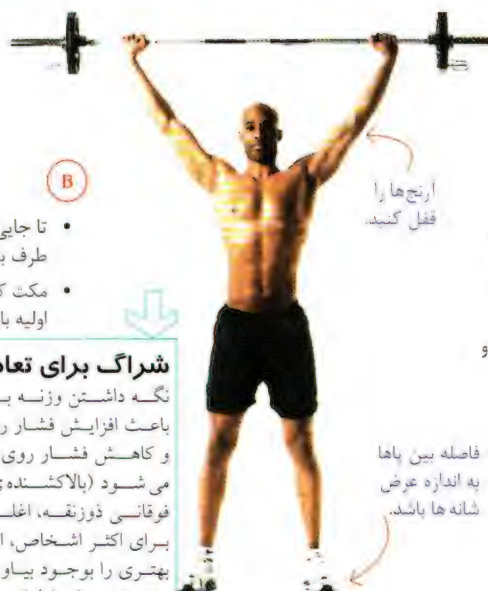 B
آرنج‌ها را
قفل کنید.
• تا جایی
طرف ب
• مکث ک
اولیه با
و
شراگ برای تعاد
نگه داشتن وزنه ب
باعث افزایش فشار ر
و کاهش فشار روی
می‌شود (بالاکشنده‌ی
فوقانی ذوزنقه، اغلـ
برای اکثر اشخاص، ا
بهتری را بوجود بیاو
فاصله بین پاها
به اندازه عرض
شانه‌ها باشد.